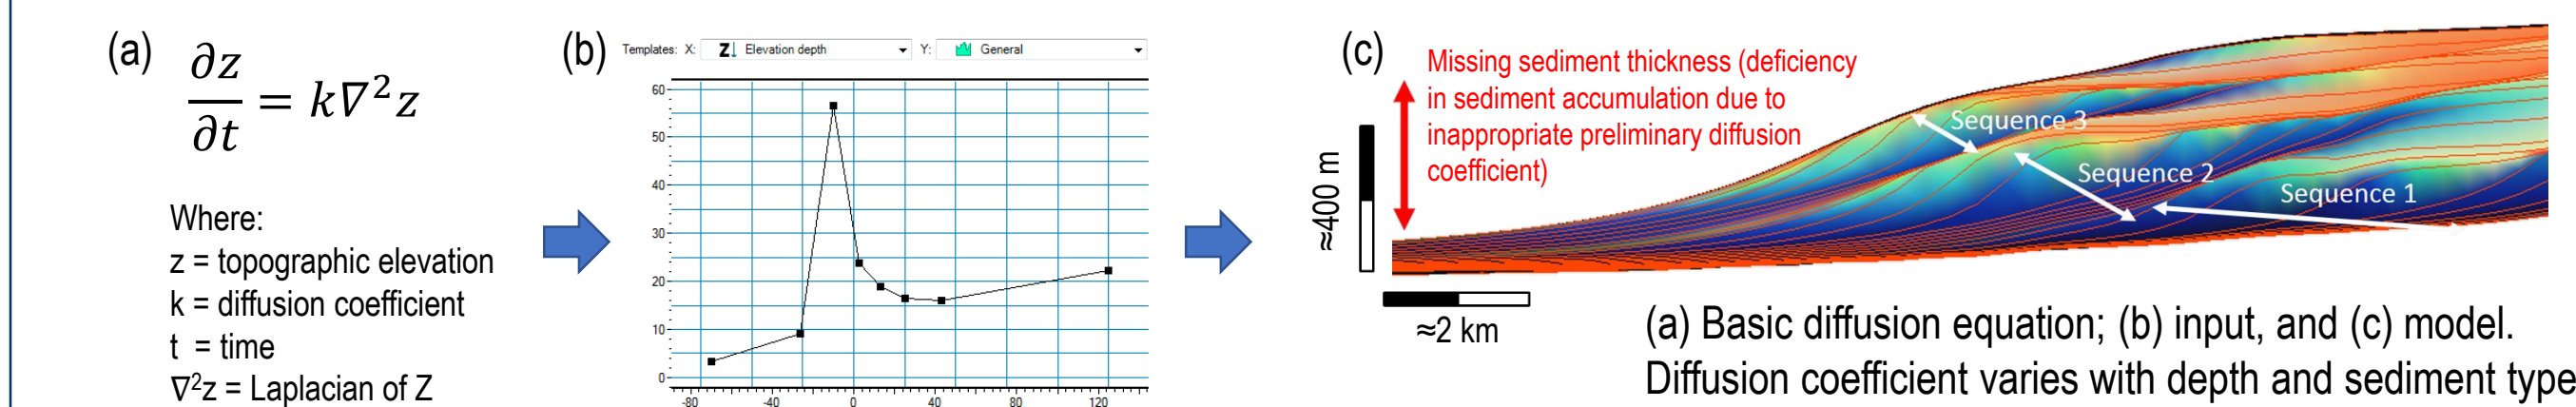 (a)
∂z/∂t = k∇²z
Where:
z = topographic elevation
k = diffusion coefficient
t = time
∇²z = Laplacian of Z
(b)
Templates: X: Z↓ Elevation depth Y: General
60
50
40
30
20
10
0
-80 -40 0 40 80 120
(c)
Missing sediment thickness (deficiency
in sediment accumulation due to
inappropriate preliminary diffusion
coefficient)
≈400 m
≈2 km
Sequence 3
Sequence 2
Sequence 1
(a) Basic diffusion equation; (b) input, and (c) model.
Diffusion coefficient varies with depth and sediment type